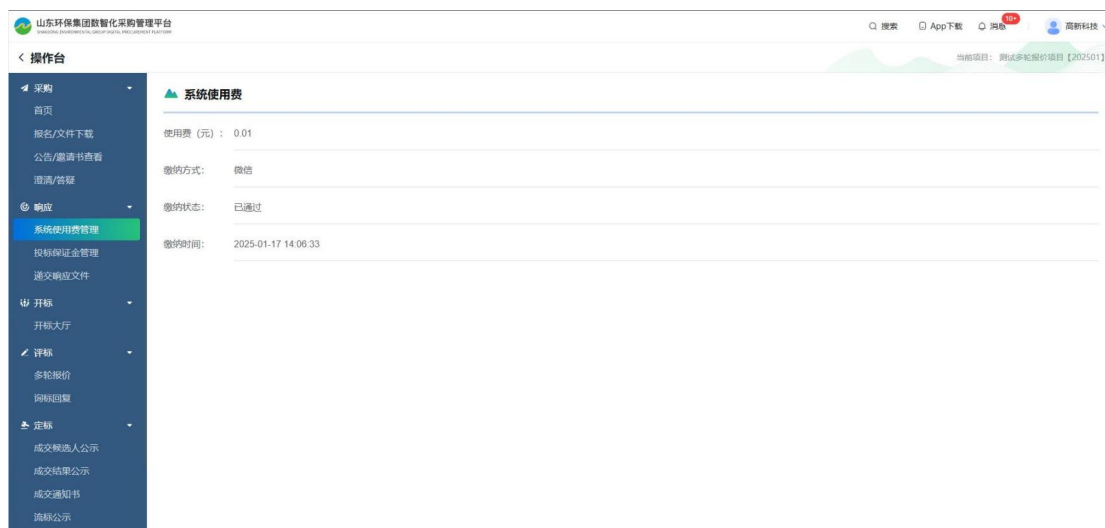 山东环保集团数智化采购管理平台
SHANDONG ENVIRONMENTAL GROUP DIGITAL PROCUREMENT PLATFORM
搜索 App下载 消息 10+ 高新科技
操作台
当前项目: 测试多轮报价项目【202501】
采购
首页
报名/文件下载
公告/邀请书查看
澄清/答疑
响应
系统使用费管理
投标保证金管理
递交响应文件
开标
开标大厅
评标
多轮报价
询标回复
定标
成交候选人公示
成交结果公示
成交通知书
流标公示
系统使用费
使用费 (元) : 0.01
缴纳方式: 微信
缴纳状态: 已通过
缴纳时间: 2025-01-17 14:06:33